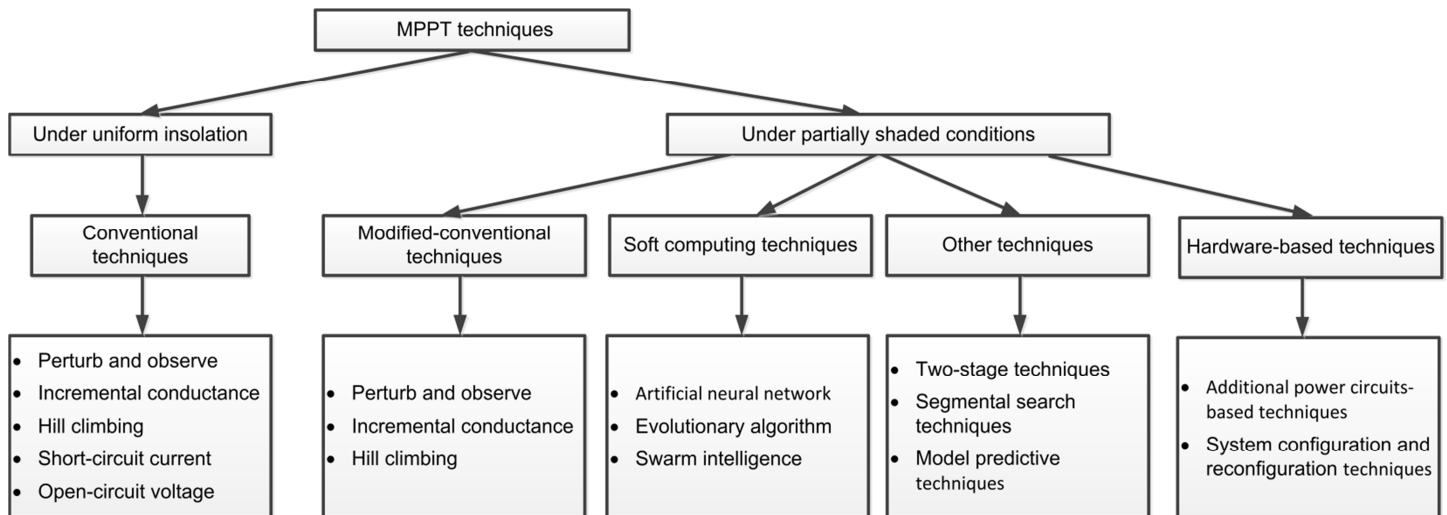 MPPT techniques
Under uniform insolation
Under partially shaded conditions
Conventional
techniques
Modified-conventional
techniques
Soft computing techniques
Other techniques
Hardware-based techniques
• Perturb and observe
• Incremental conductance
• Hill climbing
• Short-circuit current
• Open-circuit voltage
• Perturb and observe
• Incremental conductance
• Hill climbing
• Artificial neural network
• Evolutionary algorithm
• Swarm intelligence
• Two-stage techniques
• Segmental search
techniques
• Model predictive
techniques
• Additional power circuits-
based techniques
• System configuration and
reconfiguration techniques